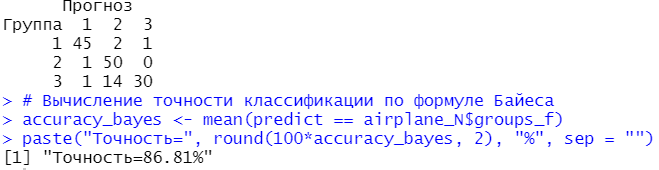 Прогноз
Группа 1 2 3
1 45 2 1
2 1 50 0
3 1 14 30
> # Вычисление точности классификации по формуле Байеса
> accuracy_bayes <- mean(predict == airplane_N$groups_f)
> paste("Точность=", round(100*accuracy_bayes, 2), "%", sep = "")
[1] "Точность=86.81%"